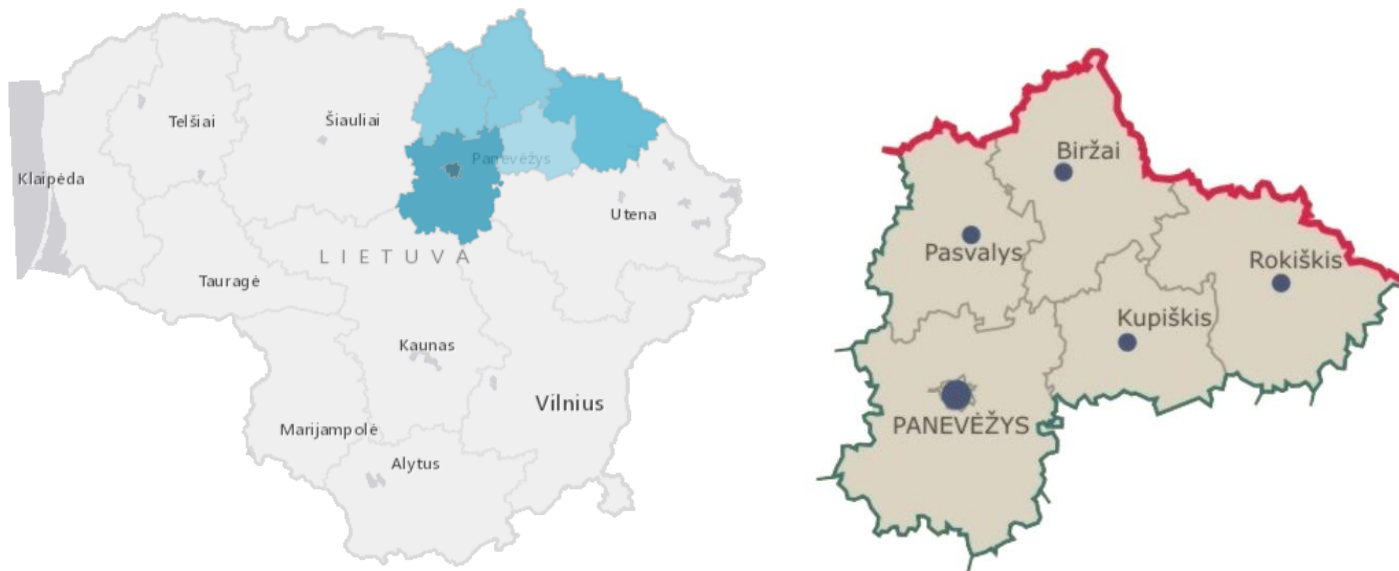 Telšiai
Šiauliai
Panevėžys
Klaipėda
Utena
LIETUVA
Tauragė
Kaunas
Vilnius
Marijampolė
Alytus
Biržai
Pasvalys
Rokiškis
Kupiškis
PANEVĖŽYS